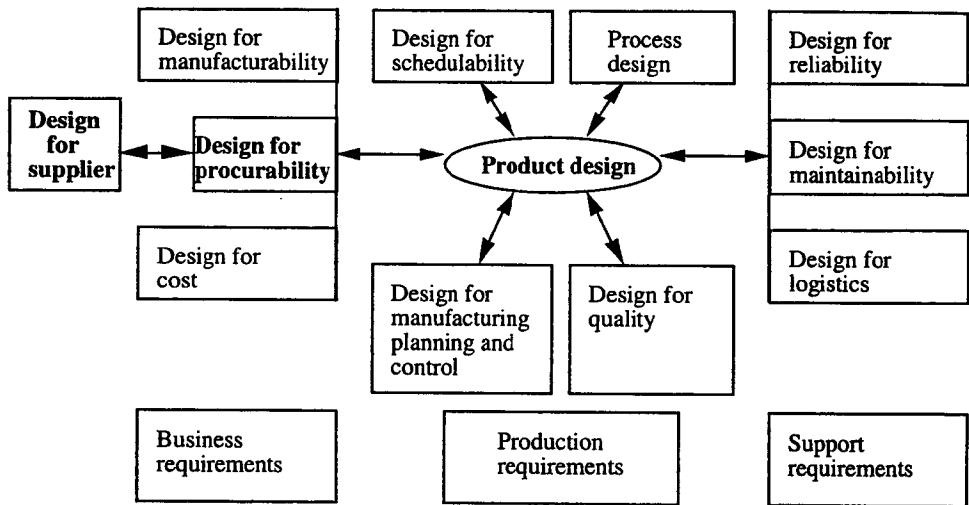 Design for
manufacturability
Design for
schedulability
Process
design
Design for
reliability
Design
for
supplier
Design for
procurability
Product design
Design for
maintainability
Design for
cost
Design for
manufacturing
planning and
control
Design for
quality
Design for
logistics
Business
requirements
Production
requirements
Support
requirements